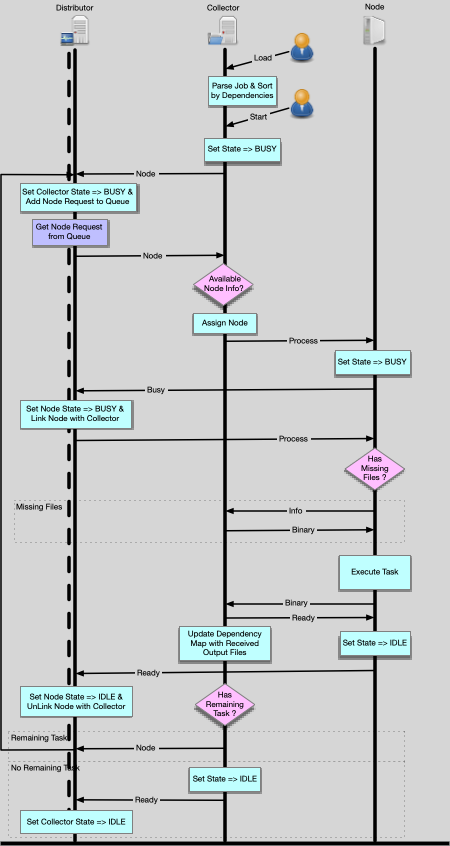 Distributor
Collector
Node
Load
Parse Job & Sort
by Dependencies
Start
Set State => BUSY
Node
Set Collector State => BUSY &
Add Node Request to Queue
Get Node Request
from Queue
Node
Available
Node Info?
Assign Node
Process
Set State => BUSY
Busy
Set Node State => BUSY &
Link Node with Collector
Process
Has
Missing
Files ?
Missing Files
Info
Binary
Execute Task
Binary
Ready
Update Dependency
Map with Received
Output Files
Set State => IDLE
Ready
Set Node State => IDLE &
UnLink Node with Collector
Has
Remaining
Task ?
Remaining Task
Node
No Remaining Task
Set State => IDLE
Ready
Set Collector State => IDLE